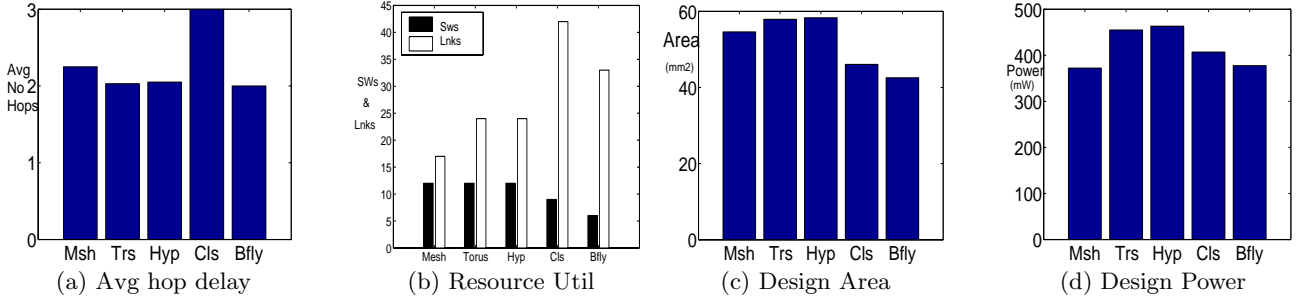 3
2
1
0
Avg
No
Hops
Msh Trs Hyp Cls Bfly
(a) Avg hop delay
45
40
35
30
25
20
15
10
5
0
Sws
Lnks
SWs
&
Lnks
Mesh Torus Hyp Cls Bfly
(b) Resource Util
60
40
20
0
Area
(mm2)
Msh Trs Hyp Cls Bfly
(c) Design Area
500
400
300
200
100
0
Power
(mW)
Msh Trs Hyp Cls Bfly
(d) Design Power